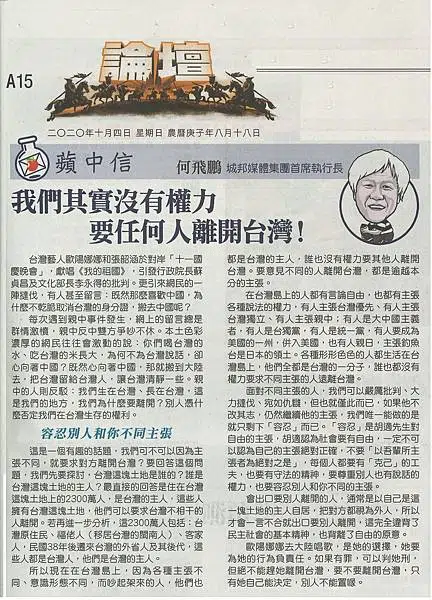 論壇
A15
二〇二〇年十月四日 星期日 農曆庚子年八月十八日
蘋中信
何飛鵬 城邦媒體集團首席執行長
我們其實沒有權力
要任何人離開台灣!
台灣藝人歐陽娜娜和張韶涵於對岸「十一國
慶晚會」,獻唱《我的祖國》,引發行政院長蘇
貞昌及文化部長李永得的批判。更引來網民的一
陣撻伐,有人甚至留言:既然那麼喜歡中國,為
什麼不乾脆取消台灣的身分證,搬去中國呢?
每次遇到親中事件發生,網上的留言總是
群情激憤,親中反中雙方爭吵不休。本土色彩
濃厚的網民往往會激動的說:你們喝台灣的
水、吃台灣的米長大,為何不為台灣說話,卻
心向著中國?既然心向著中國,那就搬到大陸
去,把台灣留給台灣人,讓台灣清靜一些。親
中的人則反駁:我們生在台灣、長在台灣,這
是我們的地方,我們為什麼要離開?別人憑什
麼否定我們在台灣生存的權利。
容忍別人和你不同主張
這是一個有趣的話題,我們可不可以因為主
張不同,就要求對方離開台灣?要回答這個問
題,我們先要探討,台灣這塊土地是誰的?誰是
台灣這塊土地的主人?最直接的回答是住在台灣
這塊土地上的2300萬人,是台灣的主人,這些人
擁有台灣這塊土地,他們可以要求台灣不相干的
人離開。若再進一步分析,這2300萬人包括:台
灣原住民、福佬人(移居台灣的閩南人)、客家
人,民國38年後遷來台灣的外省人及其後代,這
些人都是台灣人,他們是台灣的主人。
所以現在在台灣島上,因為各種主張不
同、意識形態不同,而吵起架來的人,他們也
都是台灣的主人,誰也沒有權力要其他人離開
台灣。要意見不同的人離開台灣,都是逾越本
分的主張。
在台灣島上的人都有言論自由,也都有主張
各種說法的權力,有人主張台灣優先、有人主張
台灣獨立、有人主張親中;有人是大中國主義
者,有人是台獨黨,有人是統一黨,有人要成為
美國的一州,併入美國,也有人親日,主張釣魚
台是日本的領土。各種形形色色的人都生活在台
灣島上,他們全都是台灣的一分子,誰也都沒有
權力要求不同主張的人遠離台灣。
面對不同主張的人,我們可以嚴厲批判、大
力撻伐、宛如仇讎,但也就僅止而已,如果他不
改其志,仍然繼續他的主張,我們唯一能做的是
就只剩下「容忍」而已。「容忍」是胡適先生對
自由的主張,胡適認為社會要有自由,一定不可
以認為自己的主張絕對正確,不要「以吾輩所主
張者為絕對之是」,每個人都要有「克己」的工
夫,也要有守法的精神,要尊重別人也有說話的
權力,也要容忍別人和你不同的主張。
會出口要別人離開的人,通常是以自己是這
一塊土地的主人自居,把對方都視為外人,所以
才會一言不合就出口要別人離開,這完全違背了
民主社會的基本精神,也背離了自由的原意。
歐陽娜娜去大陸唱歌,是她的選擇,她要
為她的行為負責任。如果有罪,可以判她刑,
但絕不能趕她離開台灣,要不要離開台灣,只
有她自己能決定,別人不能置喙。